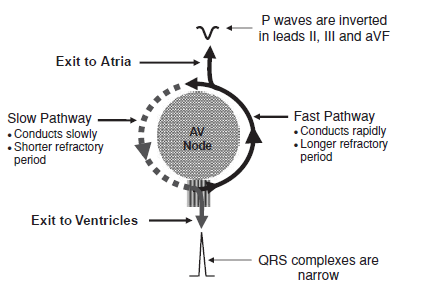 P waves are inverted
in leads II, III and aVF
Exit to Atria
Slow Pathway
• Conducts slowly
• Shorter refractory
period
AV
Node
Fast Pathway
• Conducts rapidly
• Longer refractory
period
Exit to Ventricles
QRS complexes are
narrow